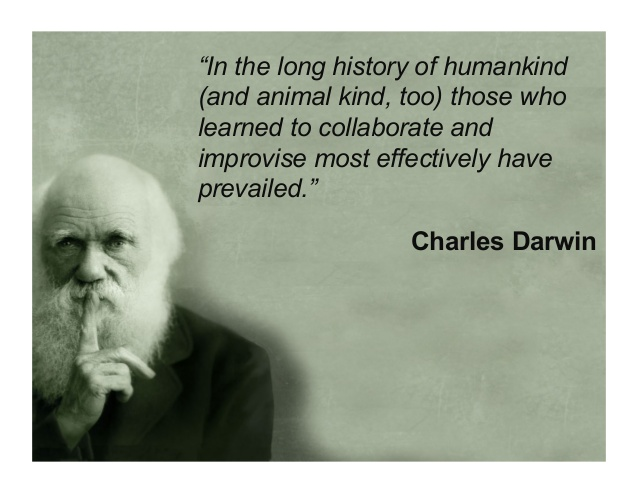 “In the long history of humankind
(and animal kind, too) those who
learned to collaborate and
improvise most effectively have
prevailed.”
Charles Darwin